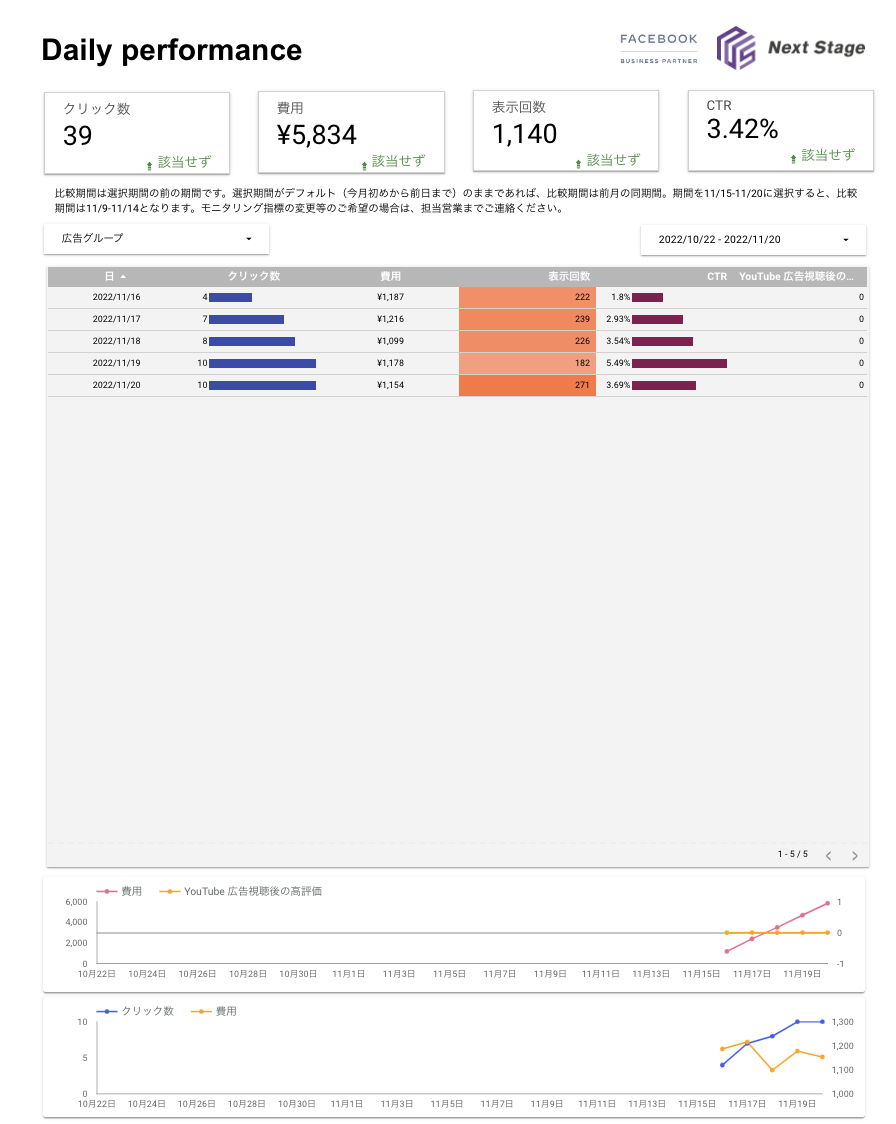 Daily performance
FACEBOOK
BUSINESS PARTNER
Next Stage
クリック数
39
該当せず
費用
¥5,834
該当せず
表示回数
1,140
該当せず
CTR
3.42%
該当せず
比較期間は選択期間の前の期間です。選択期間がデフォルト（今月初めから前日まで）のままであれば、比較期間は前月の同期間。期間を11/15-11/20に選択すると、比較
期間は11/9-11/14となります。モニタリング指標の変更等のご希望の場合は、担当営業までご連絡ください。
広告グループ
2022/10/22 - 2022/11/20
日 クリック数 費用 表示回数 CTR YouTube 広告視聴後の...
2022/11/16 4 ¥1,187 222 1.8% 0
2022/11/17 7 ¥1,216 239 2.93% 0
2022/11/18 8 ¥1,099 226 3.54% 0
2022/11/19 10 ¥1,178 182 5.49% 0
2022/11/20 10 ¥1,154 271 3.69% 0
1 - 5 / 5
費用 YouTube 広告視聴後の高評価
6,000 1
4,000
0
2,000
0 -1
10月22日 10月24日 10月26日 10月28日 10月30日 11月1日 11月3日 11月5日 11月7日 11月9日 11月11日 11月13日 11月15日 11月17日 11月19日
クリック数 費用
10 1,300
1,200
5
1,100
0 1,000
10月22日 10月24日 10月26日 10月28日 10月30日 11月1日 11月3日 11月5日 11月7日 11月9日 11月11日 11月13日 11月15日 11月17日 11月19日